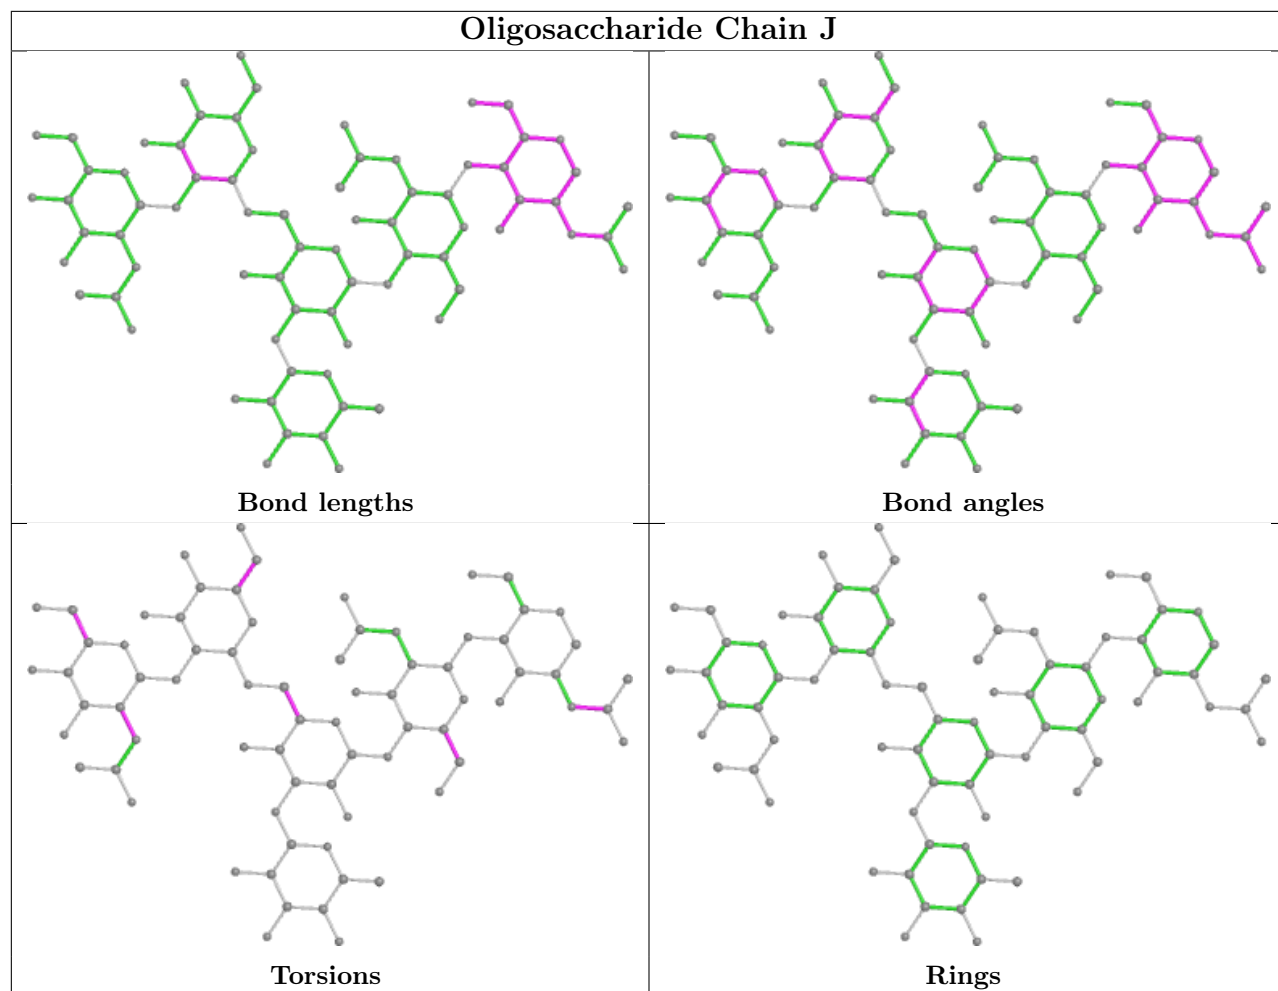 Oligosaccharide Chain J
Bond lengths
Bond angles
Torsions
Rings